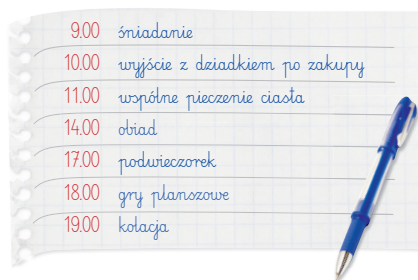 9.00 śniadanie
10.00 wyjście z dziadkiem po zakupy
11.00 wspólne pieczenie ciasta
14.00 obiad
17.00 podwieczorek
18.00 gry planszowe
19.00 kolacja